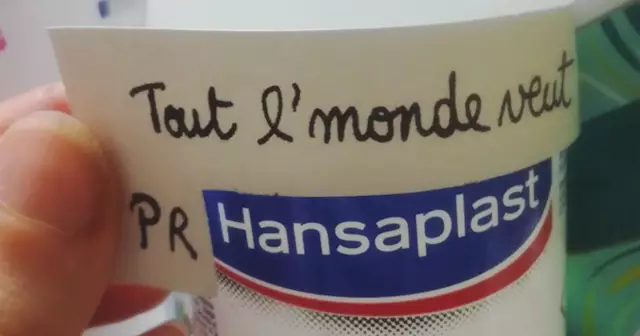 Tout l'monde veut
PR Hansaplast